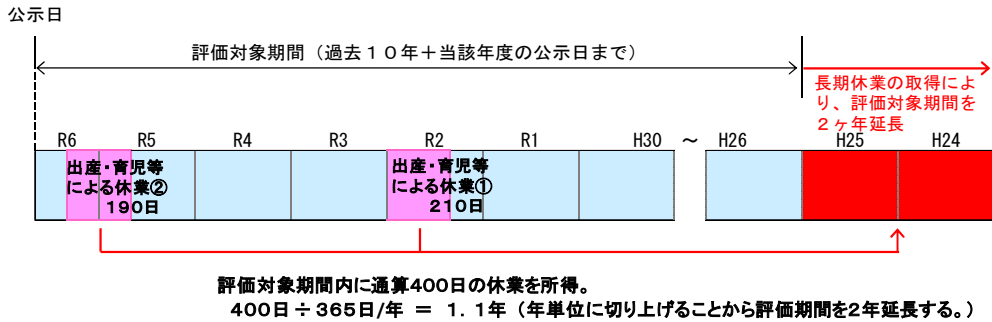 公示日
評価対象期間（過去１０年＋当該年度の公示日まで）
長期休業の取得によ
り、評価対象期間を
２ヶ年延長
R6 R5 R4 R3 R2 R1 H30 ～ H26 H25 H24
出産・育児等
による休業②
190日
出産・育児等
による休業①
210日
評価対象期間内に通算400日の休業を所得。
400日÷365日/年 ＝ １．１年（年単位に切り上げることから評価期間を2年延長する。）